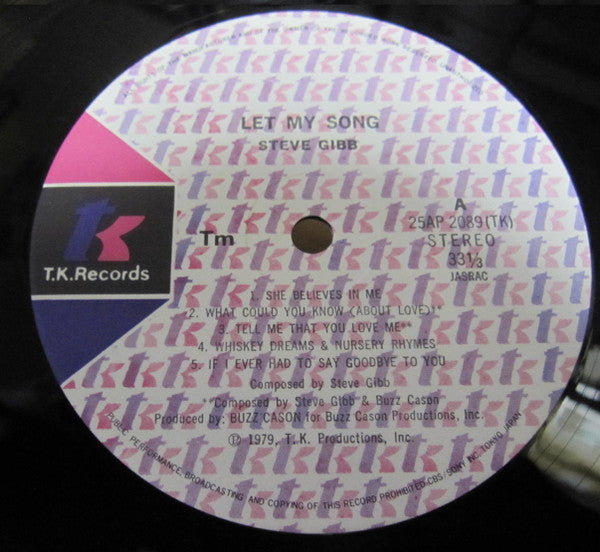 LET MY SONG
STEVE GIBB
tk
T.K.Records
Tm
A
25AP 2089(TK)
STEREO
33⅓
JASRAC
1. SHE BELIEVES IN ME
2. WHAT COULD YOU KNOW (ABOUT LOVE)**
3. TELL ME THAT YOU LOVE ME**
4. WHISKEY DREAMS & NURSERY RHYMES
5. IF I EVER HAD TO SAY GOODBYE TO YOU
Composed by Steve Gibb
**Composed by Steve Gibb & Buzz Cason
Produced by: BUZZ CASON for Buzz Cason Productions, Inc.
Ⓟ 1979, T.K. Productions, Inc.
PUBLIC PERFORMANCE, BROADCASTING AND COPYING OF THIS RECORD PROHIBITED CBS/SONY INC. TOKYO, JAPAN